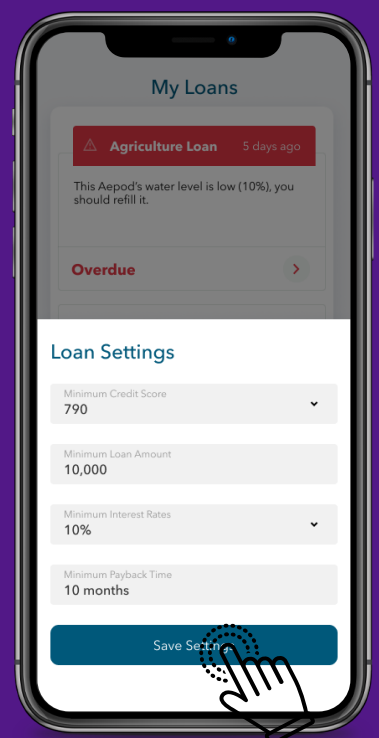 My Loans
Agriculture Loan 5 days ago
This Aepod's water level is low (10%), you
should refill it.
Overdue
Loan Settings
Minimum Credit Score
790
Minimum Loan Amount
10,000
Minimum Interest Rates
10%
Minimum Payback Time
10 months
Save Settings